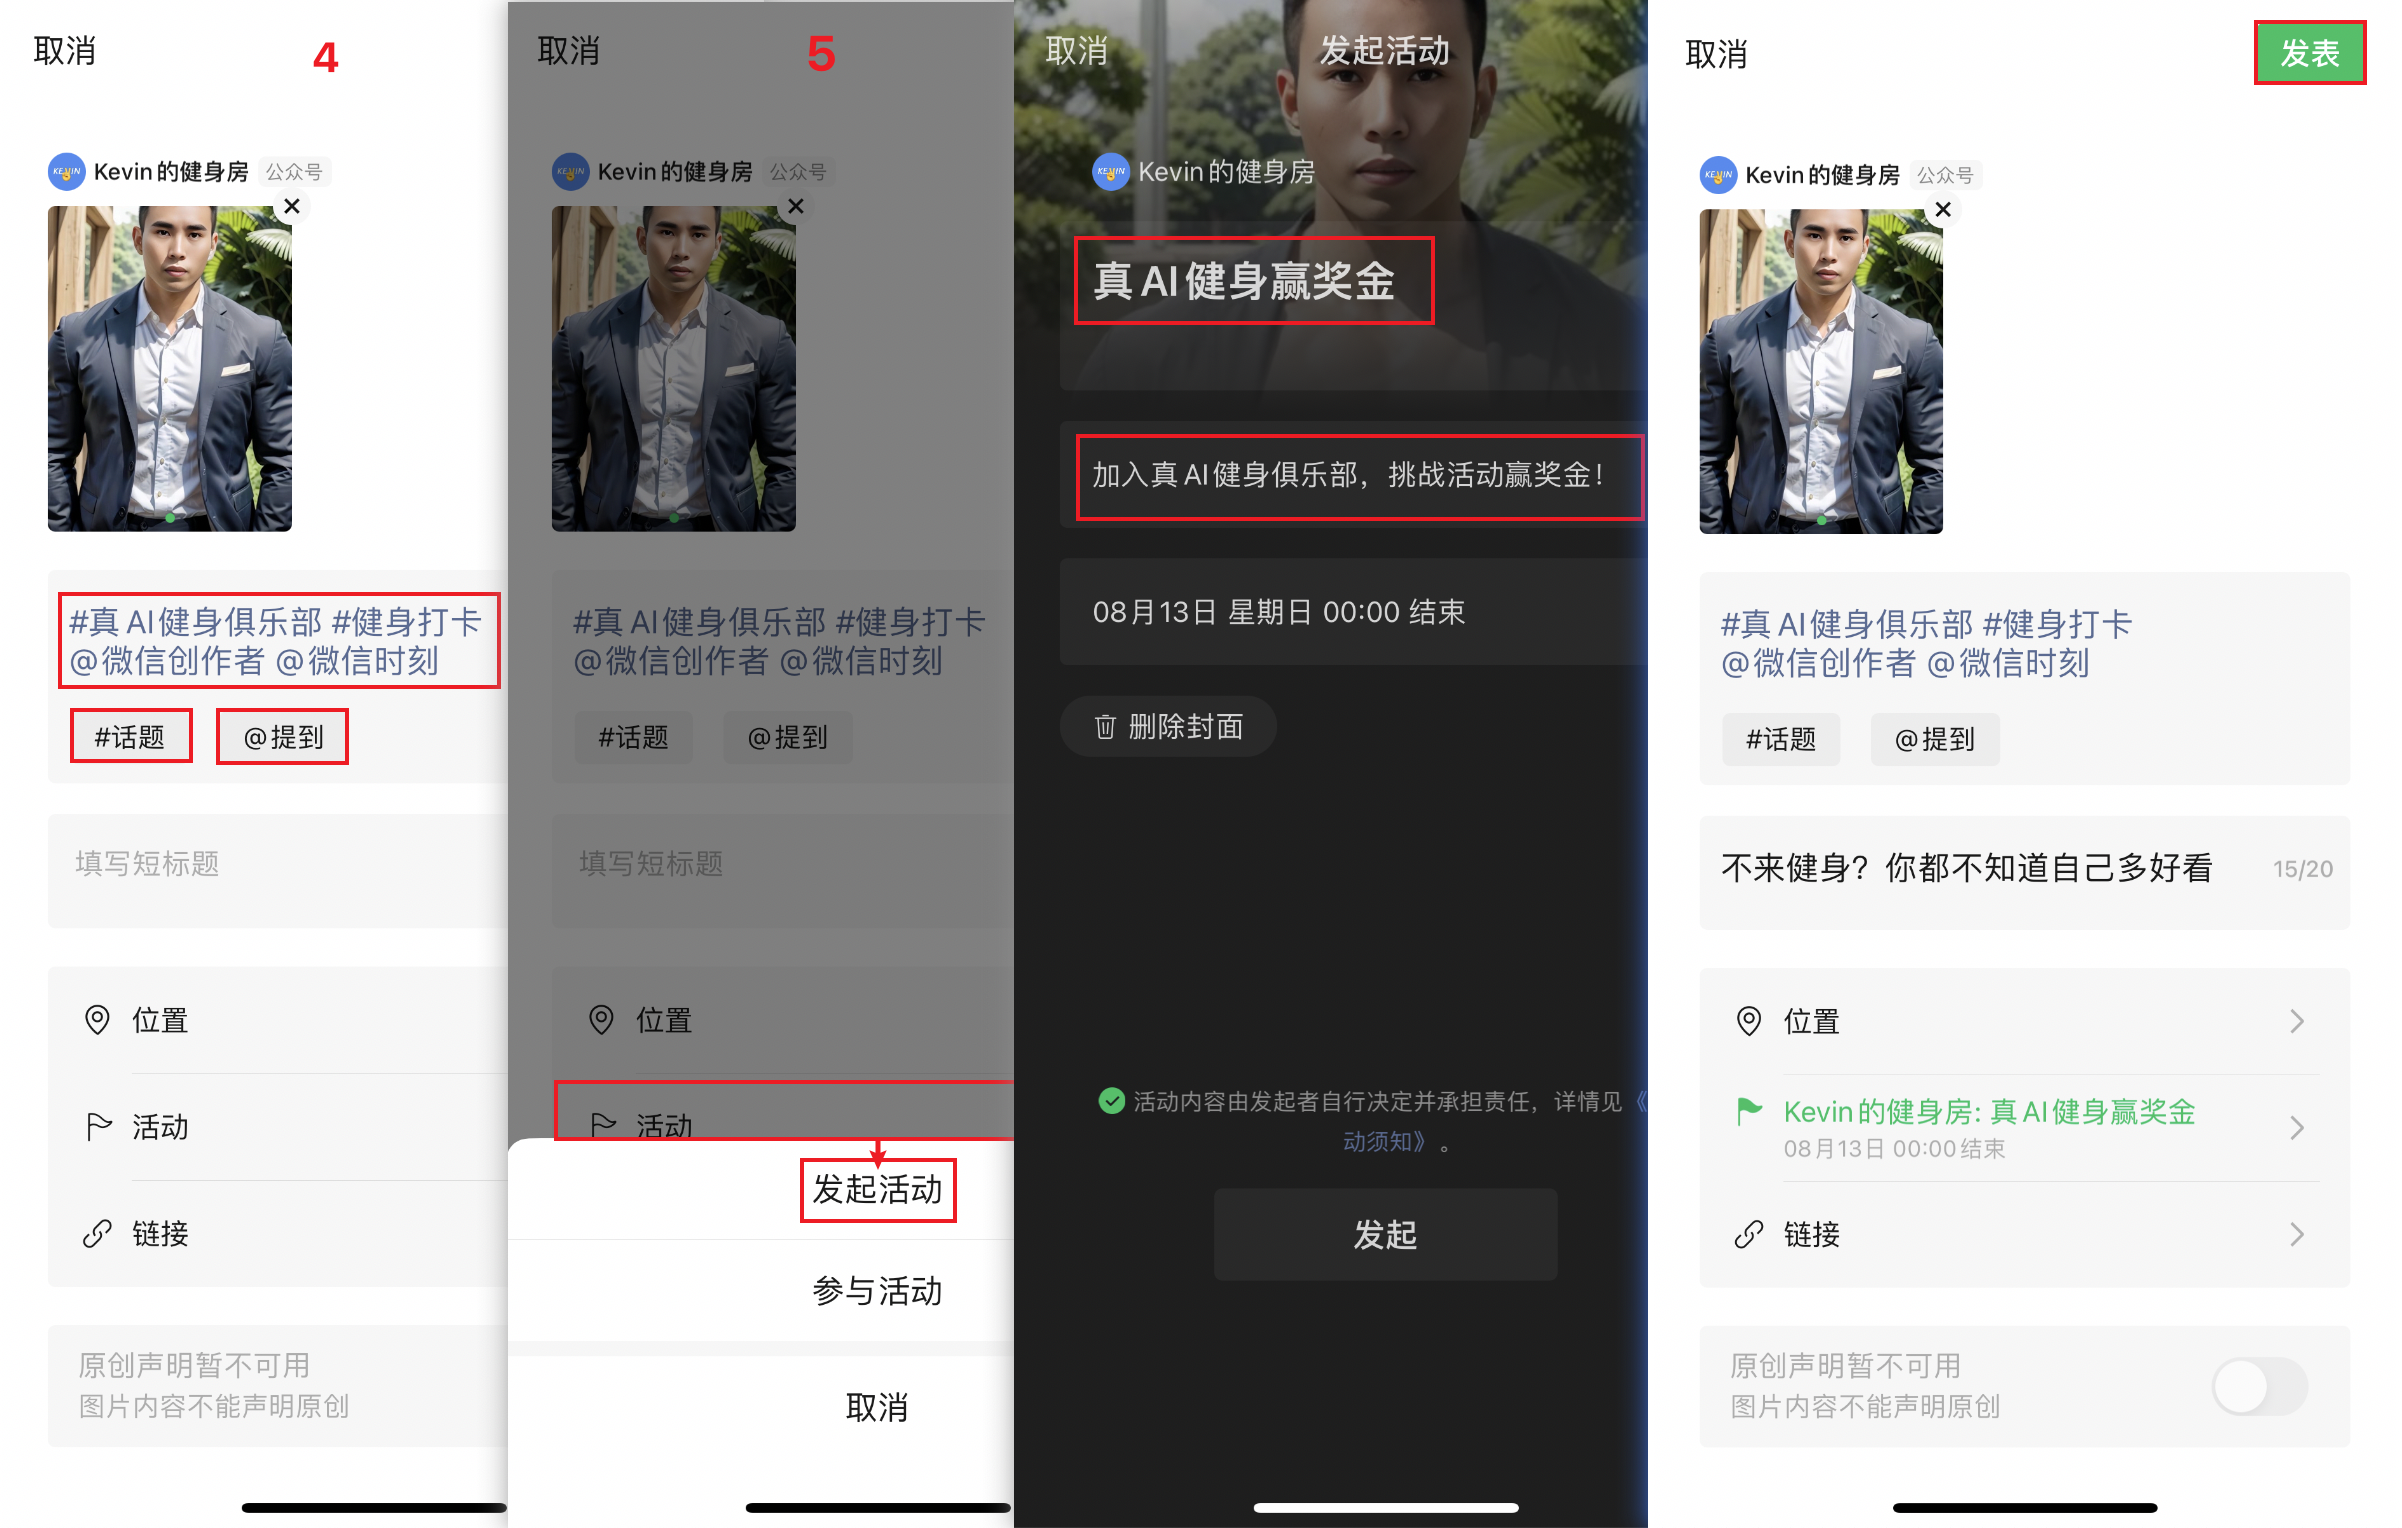 取消
4
KEVIN
Kevin的健身房 公众号
#真AI健身俱乐部 #健身打卡
@微信创作者 @微信时刻
#话题 @提到
填写短标题
位置
活动
链接
原创声明暂不可用
图片内容不能声明原创
取消
5
KEVIN
Kevin的健身房 公众号
#真AI健身俱乐部 #健身打卡
@微信创作者 @微信时刻
#话题 @提到
填写短标题
位置
活动
发起活动
参与活动
取消
取消
发起活动
KEVIN
Kevin的健身房
真AI健身赢奖金
加入真AI健身俱乐部，挑战活动赢奖金！
08月13日 星期日 00:00 结束
删除封面
活动内容由发起者自行决定并承担责任，详情见《
动须知》。
发起
取消
发表
KEVIN
Kevin的健身房 公众号
#真AI健身俱乐部 #健身打卡
@微信创作者 @微信时刻
#话题 @提到
不来健身？你都不知道自己多好看 15/20
位置
Kevin的健身房: 真AI健身赢奖金
08月13日 00:00结束
链接
原创声明暂不可用
图片内容不能声明原创